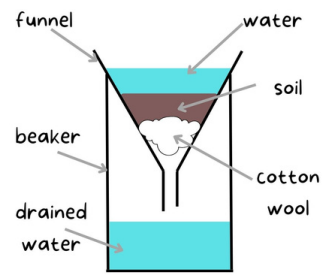 funnel
water
soil
beaker
cotton
wool
drained
water